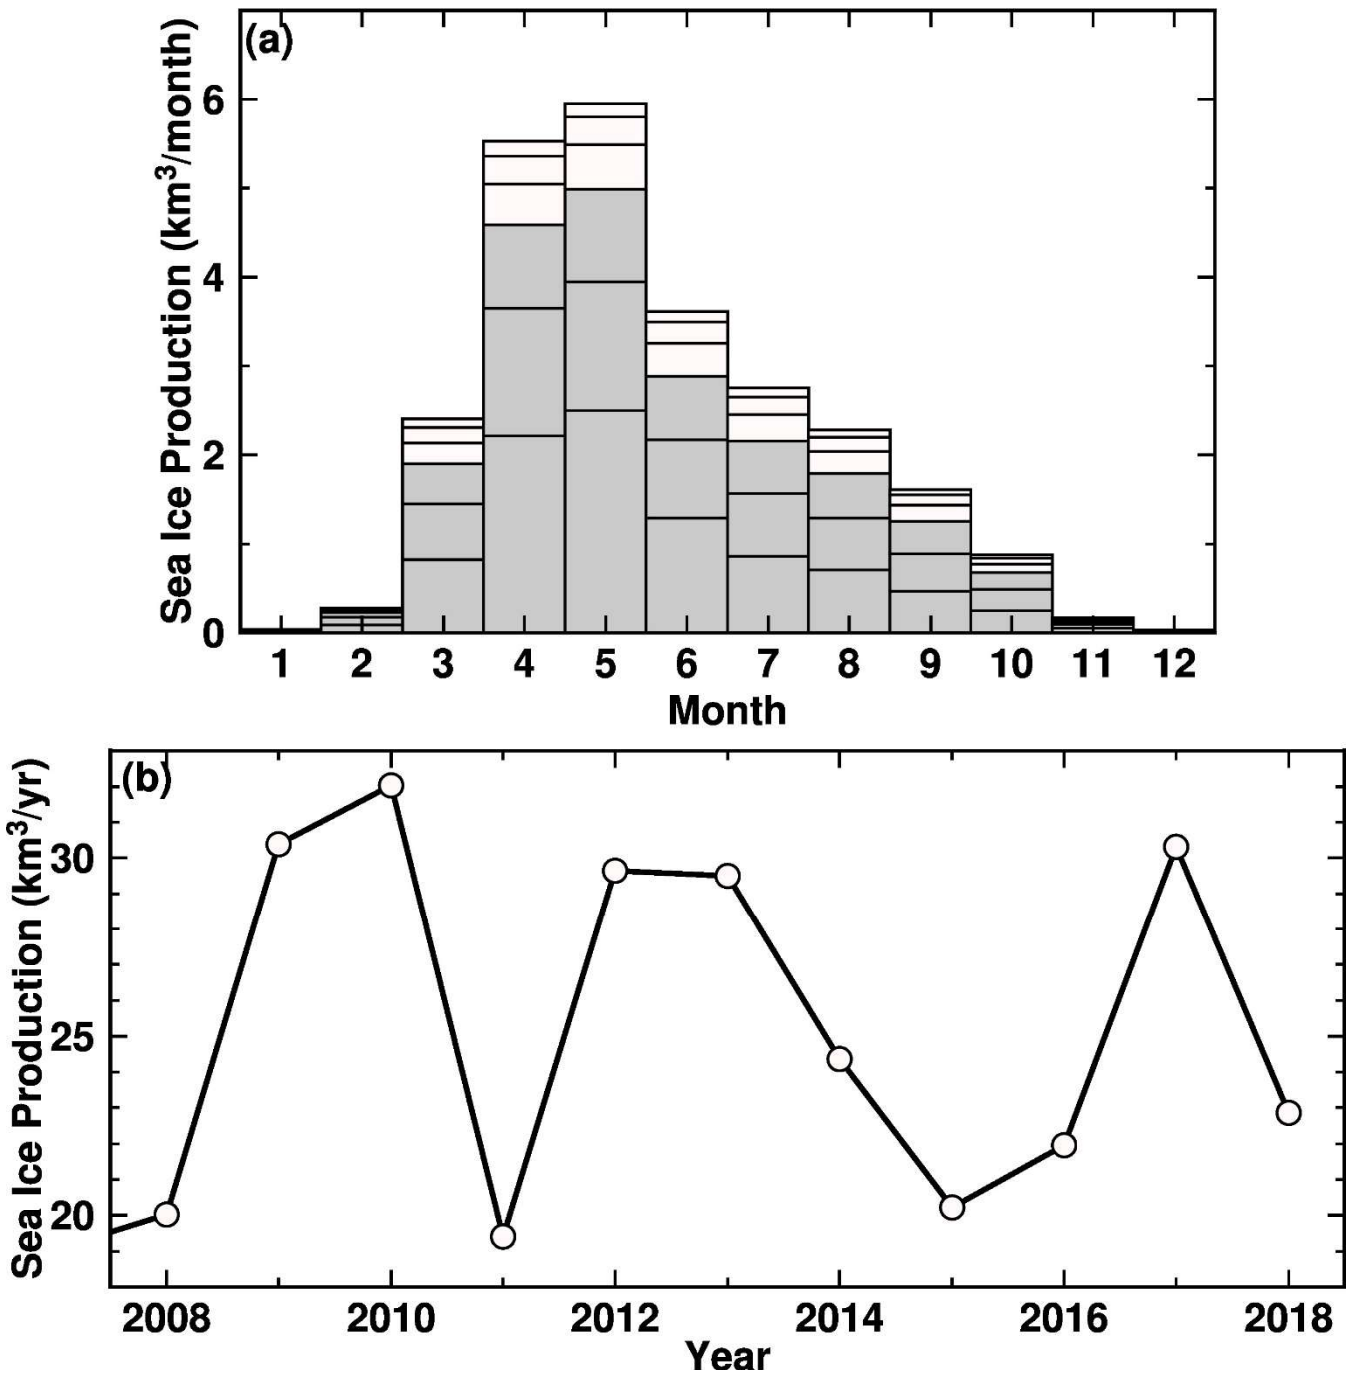 (a)
Sea Ice Production (km³/month)
6
4
2
0
1 2 3 4 5 6 7 8 9 10 11 12
Month
(b)
Sea Ice Production (km³/yr)
30
25
20
2008 2010 2012 2014 2016 2018
Year